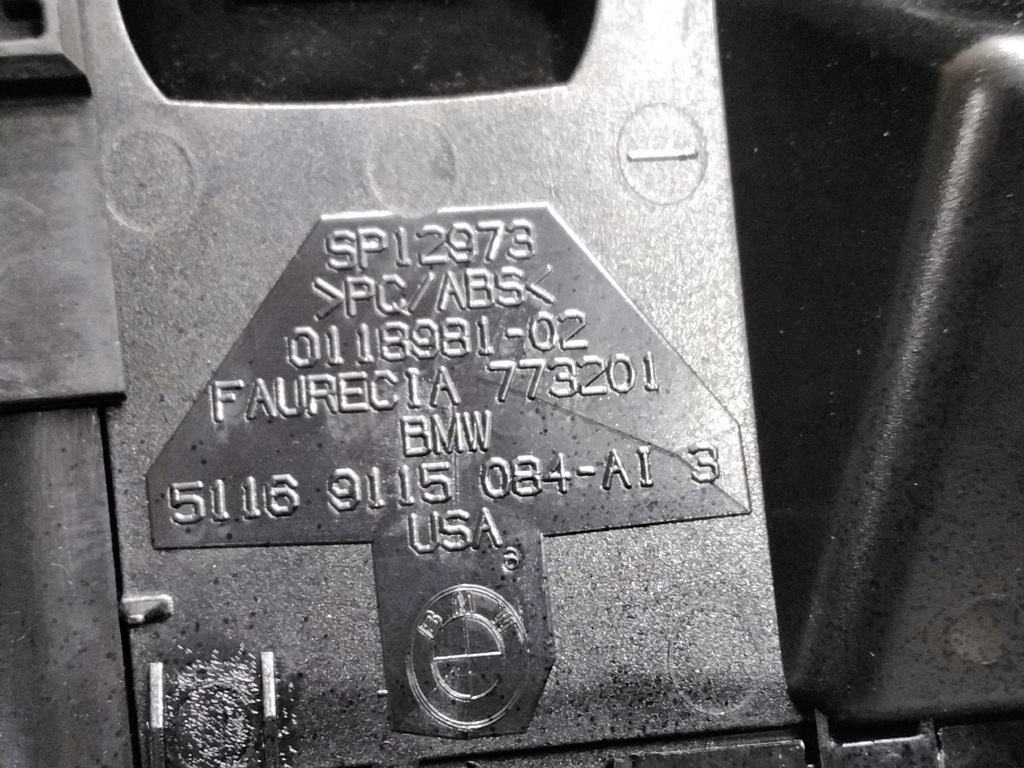 SP12973
>PC/ABS<
0118981-02
FAURECIA 773201
BMW
5116 9115 084-AI 3
USA